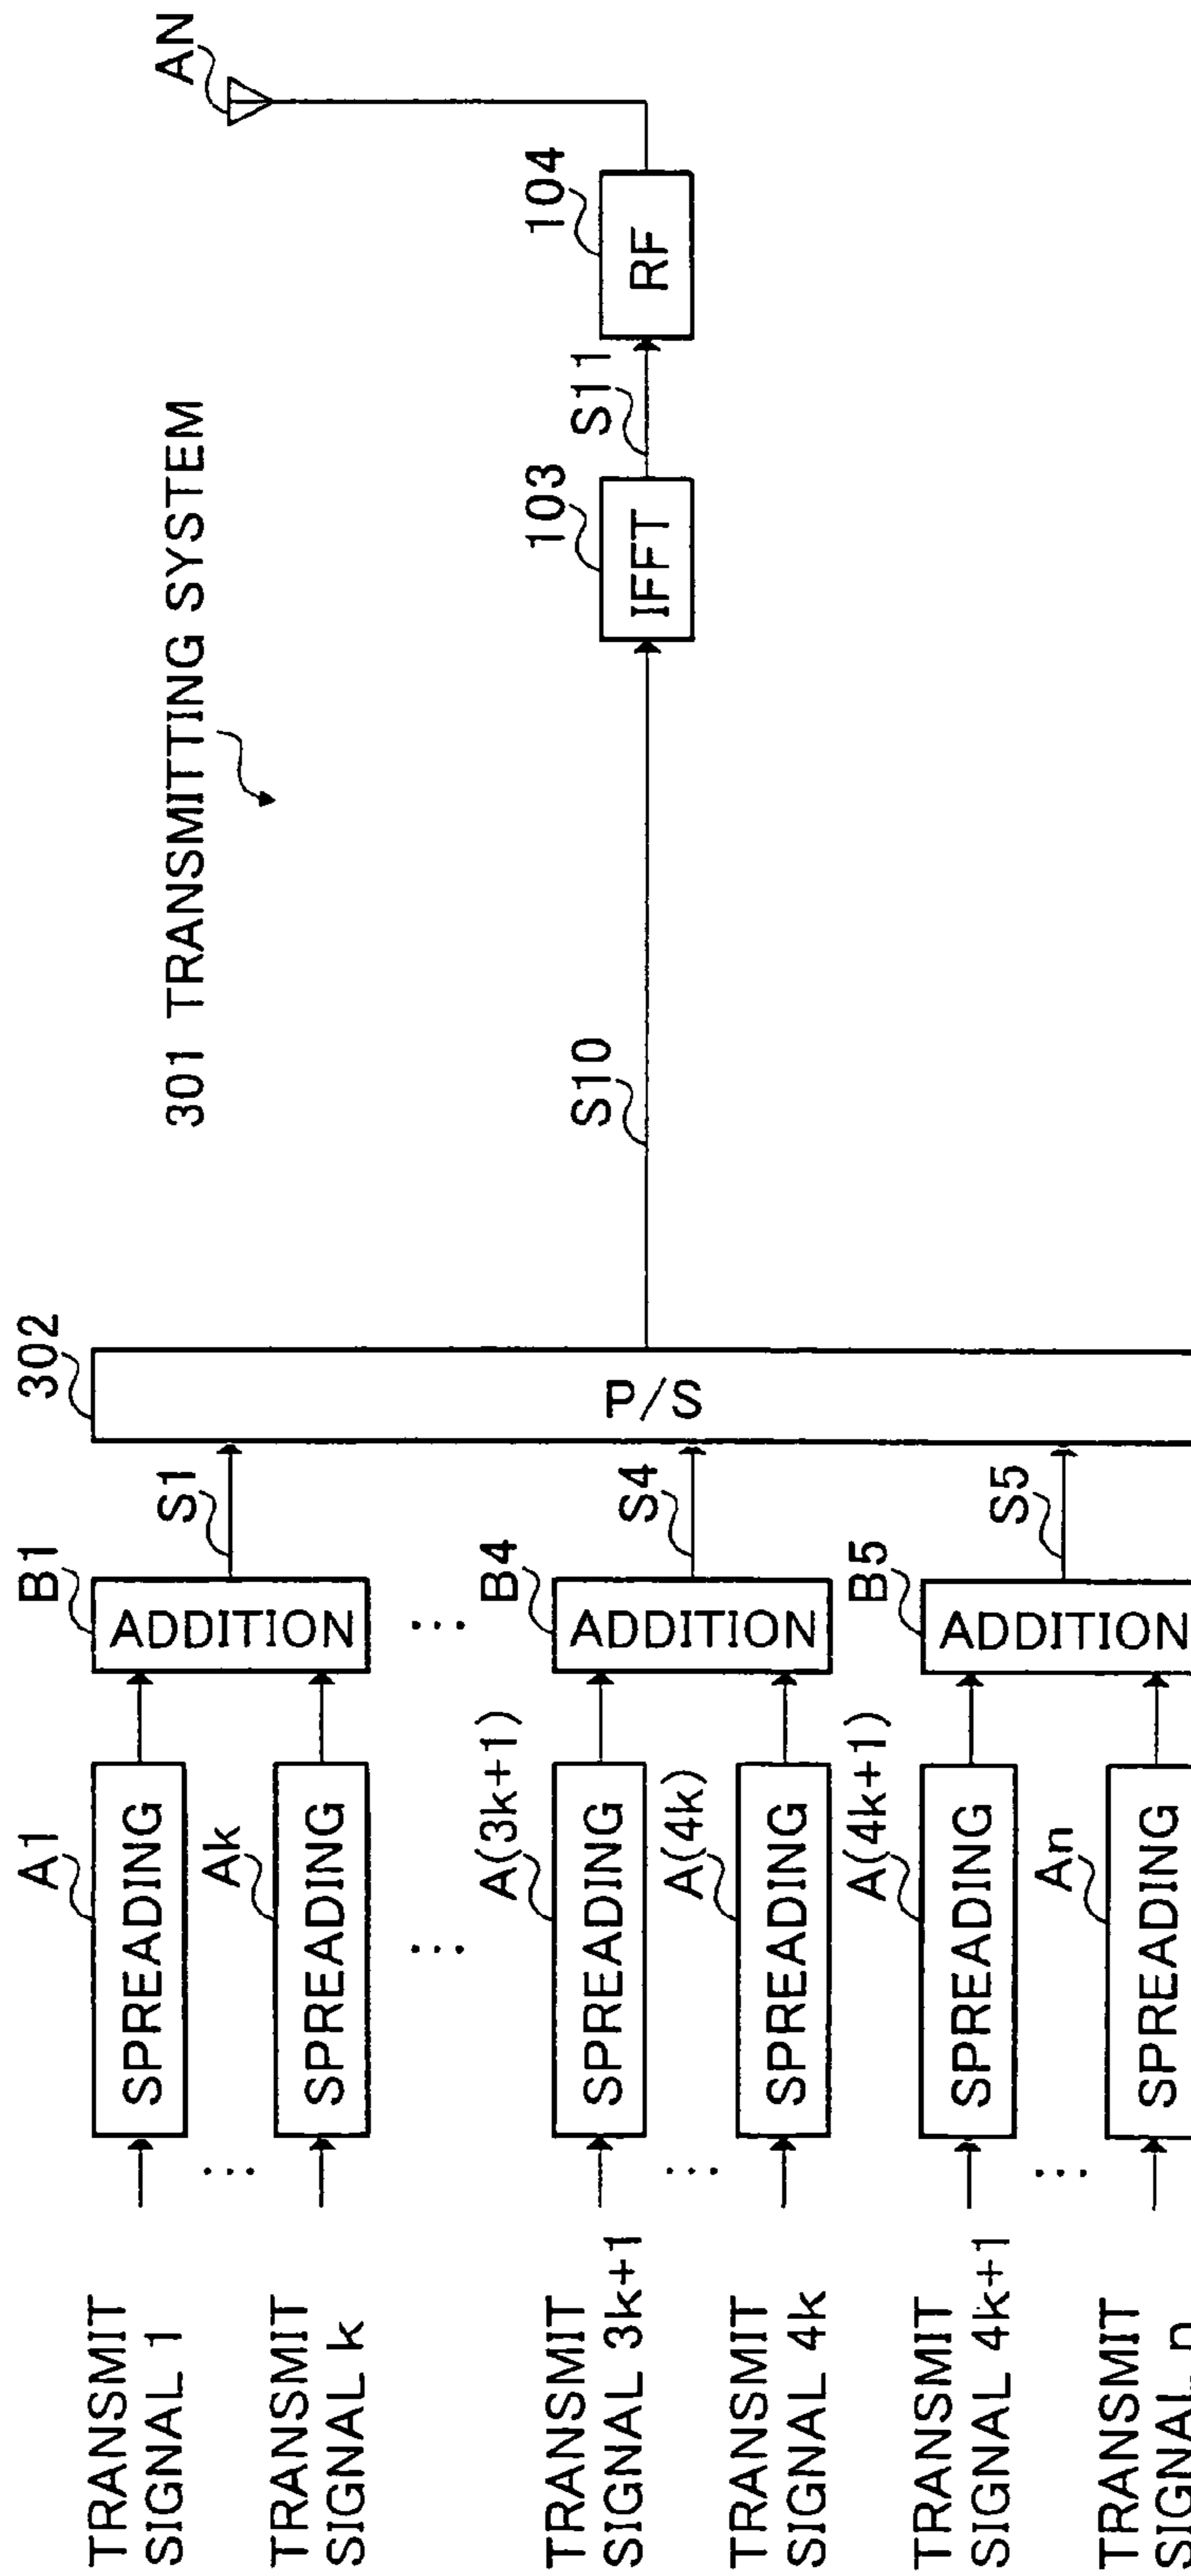 301 TRANSMITTING SYSTEM
TRANSMIT
SIGNAL 1
A1
SPREADING
B1
ADDITION
S1
302
P/S
TRANSMIT
SIGNAL k
Ak
SPREADING
...
...
...
TRANSMIT
SIGNAL 3k+1
A(3k+1)
SPREADING
B4
ADDITION
S4
...
TRANSMIT
SIGNAL 4k
A(4k)
SPREADING
TRANSMIT
SIGNAL 4k+1
A(4k+1)
SPREADING
B5
ADDITION
S5
...
TRANSMIT
SIGNAL n
An
SPREADING
S10
103
IFFT
S11
104
RF
AN